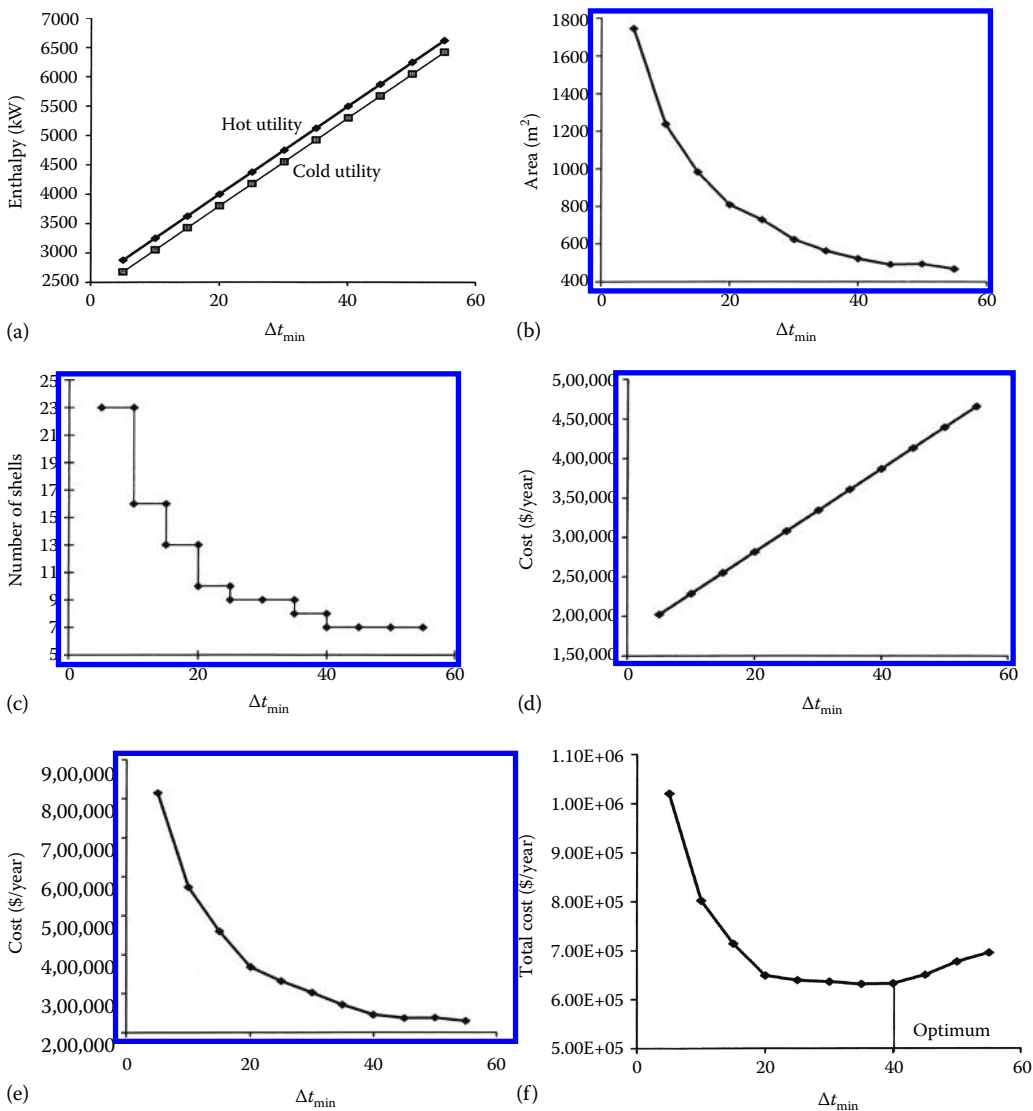 7000
6500
6000
5500
5000
4500
4000
3500
3000
2500
Enthalpy (kW)
Hot utility
Cold utility
0 20 40 60
Δt_min
(a)
1800
1600
1400
1200
1000
800
600
400
Area (m²)
0 20 40 60
Δt_min
(b)
25
23
21
19
17
15
13
11
9
7
5
Number of shells
0 20 40 60
Δt_min
(c)
5,00,000
4,50,000
4,00,000
3,50,000
3,00,000
2,50,000
2,00,000
1,50,000
Cost ($/year)
0 20 40 60
Δt_min
(d)
9,00,000
8,00,000
7,00,000
6,00,000
5,00,000
4,00,000
3,00,000
2,00,000
Cost ($/year)
0 20 40 60
Δt_min
(e)
1.10E+06
1.00E+06
9.00E+05
8.00E+05
7.00E+05
6.00E+05
5.00E+05
Total cost ($/year)
Optimum
0 20 40 60
Δt_min
(f)